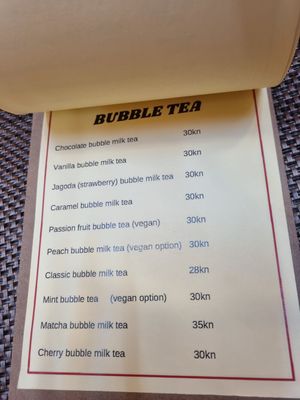 BUBBLE TEA
Chocolate bubble milk tea 30kn
Vanilla bubble milk tea 30kn
Jagoda (strawberry) bubble milk tea 30kn
Caramel bubble milk tea 30kn
Passion fruit bubble tea (vegan) 30kn
Peach bubble milk tea (vegan option) 30kn
Classic bubble milk tea 28kn
Mint bubble tea (vegan option) 30kn
Matcha bubble milk tea 35kn
Cherry bubble milk tea 30kn